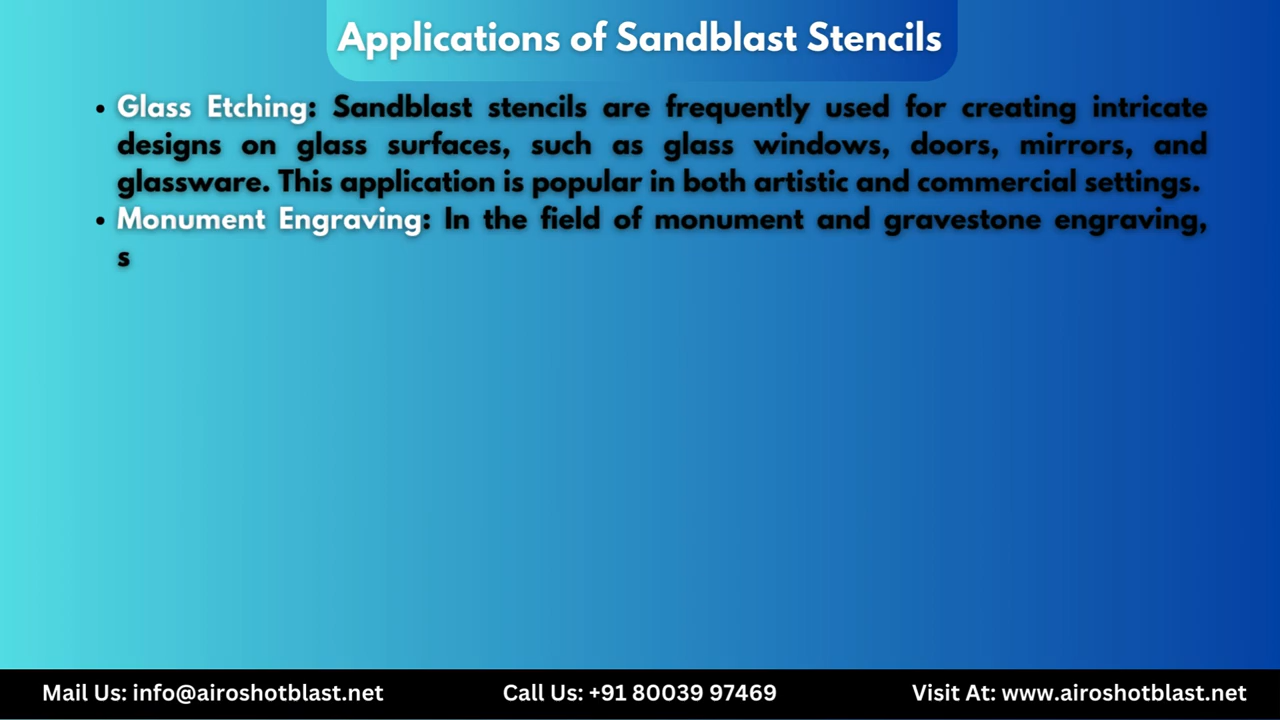 Applications of Sandblast Stencils
• Glass Etching: Sandblast stencils are frequently used for creating intricate
designs on glass surfaces, such as glass windows, doors, mirrors, and
glassware. This application is popular in both artistic and commercial settings.
• Monument Engraving: In the field of monument and gravestone engraving,
s
Mail Us: info@airoshotblast.net
Call Us: +91 80039 97469
Visit At: www.airoshotblast.net